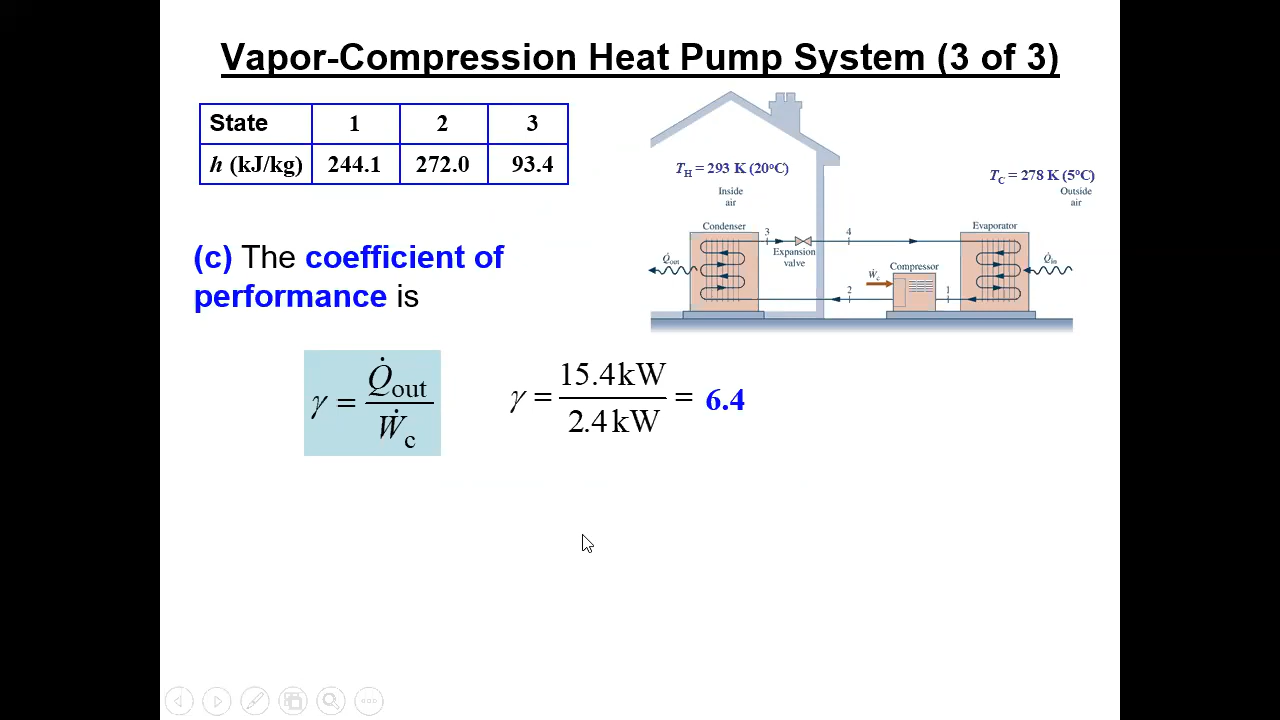 Vapor-Compression Heat Pump System (3 of 3)
State 1 2 3
h (kJ/kg) 244.1 272.0 93.4
T_H = 293 K (20°C)
Inside
air
T_C = 278 K (5°C)
Outside
air
Condenser
Evaporator
3
4
Expansion
valve
Q̇out
Q̇in
Compressor
Ẇc
2
1
(c) The coefficient of
performance is
γ = Q̇out / Ẇc
γ = 15.4 kW / 2.4 kW = 6.4